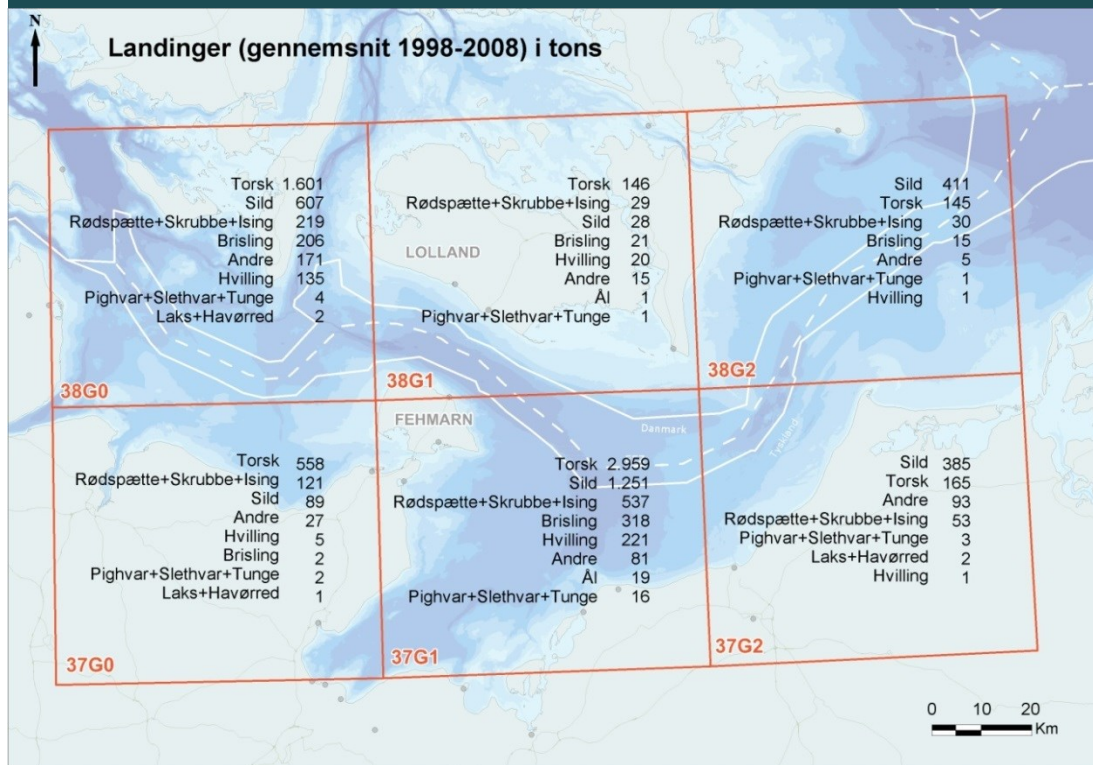 N
Landinger (gennemsnit 1998-2008) i tons
Torsk 1.601
Sild 607
Rødspætte+Skrubbe+Ising 219
Brisling 206
Andre 171
Hvilling 135
Pighvar+Slethvar+Tunge 4
Laks+Havørred 2
38G0
Torsk 146
Rødspætte+Skrubbe+Ising 29
Sild 28
Brisling 21
Hvilling 20
Andre 15
Ål 1
Pighvar+Slethvar+Tunge 1
LOLLAND
38G1
Sild 411
Torsk 145
Rødspætte+Skrubbe+Ising 30
Brisling 15
Andre 5
Pighvar+Slethvar+Tunge 1
Hvilling 1
38G2
FEHMARN
Danmark
Tyskland
Torsk 558
Rødspætte+Skrubbe+Ising 121
Sild 89
Andre 27
Hvilling 5
Brisling 2
Pighvar+Slethvar+Tunge 2
Laks+Havørred 1
37G0
Torsk 2.959
Sild 1.251
Rødspætte+Skrubbe+Ising 537
Brisling 318
Hvilling 221
Andre 81
Ål 19
Pighvar+Slethvar+Tunge 16
37G1
Sild 385
Torsk 165
Andre 93
Rødspætte+Skrubbe+Ising 53
Pighvar+Slethvar+Tunge 3
Laks+Havørred 2
Hvilling 1
37G2
0 10 20
Km